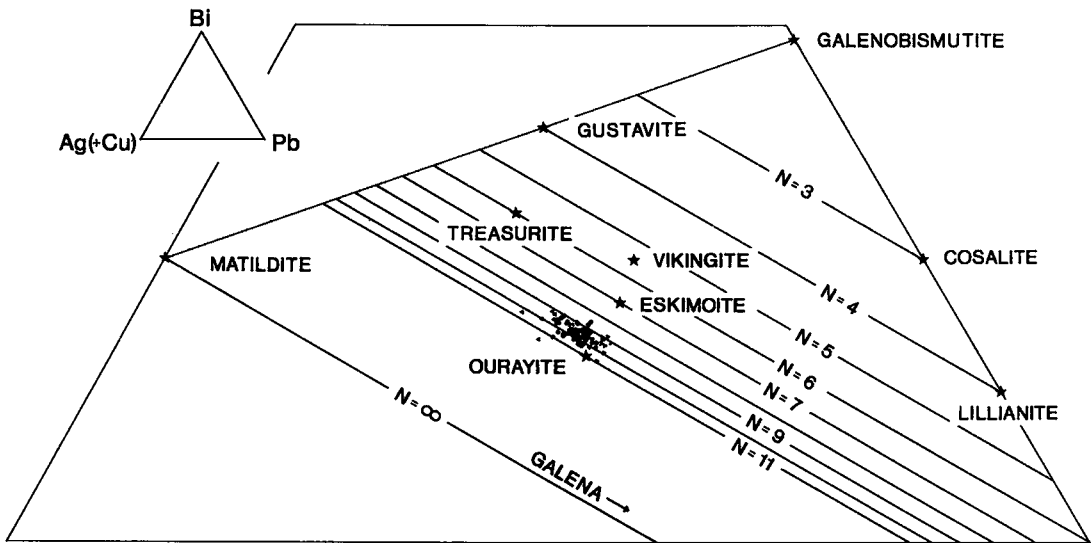 Bi
Ag(+Cu)
Pb
GALENOBISMUTITE
GUSTAVITE
N=3
TREASURITE
MATILDITE
VIKINGITE
COSALITE
ESKIMOITE
N=4
N=5
OURAYITE
N=6
N=7
LILLIANITE
N=∞
N=9
N=11
GALENA →